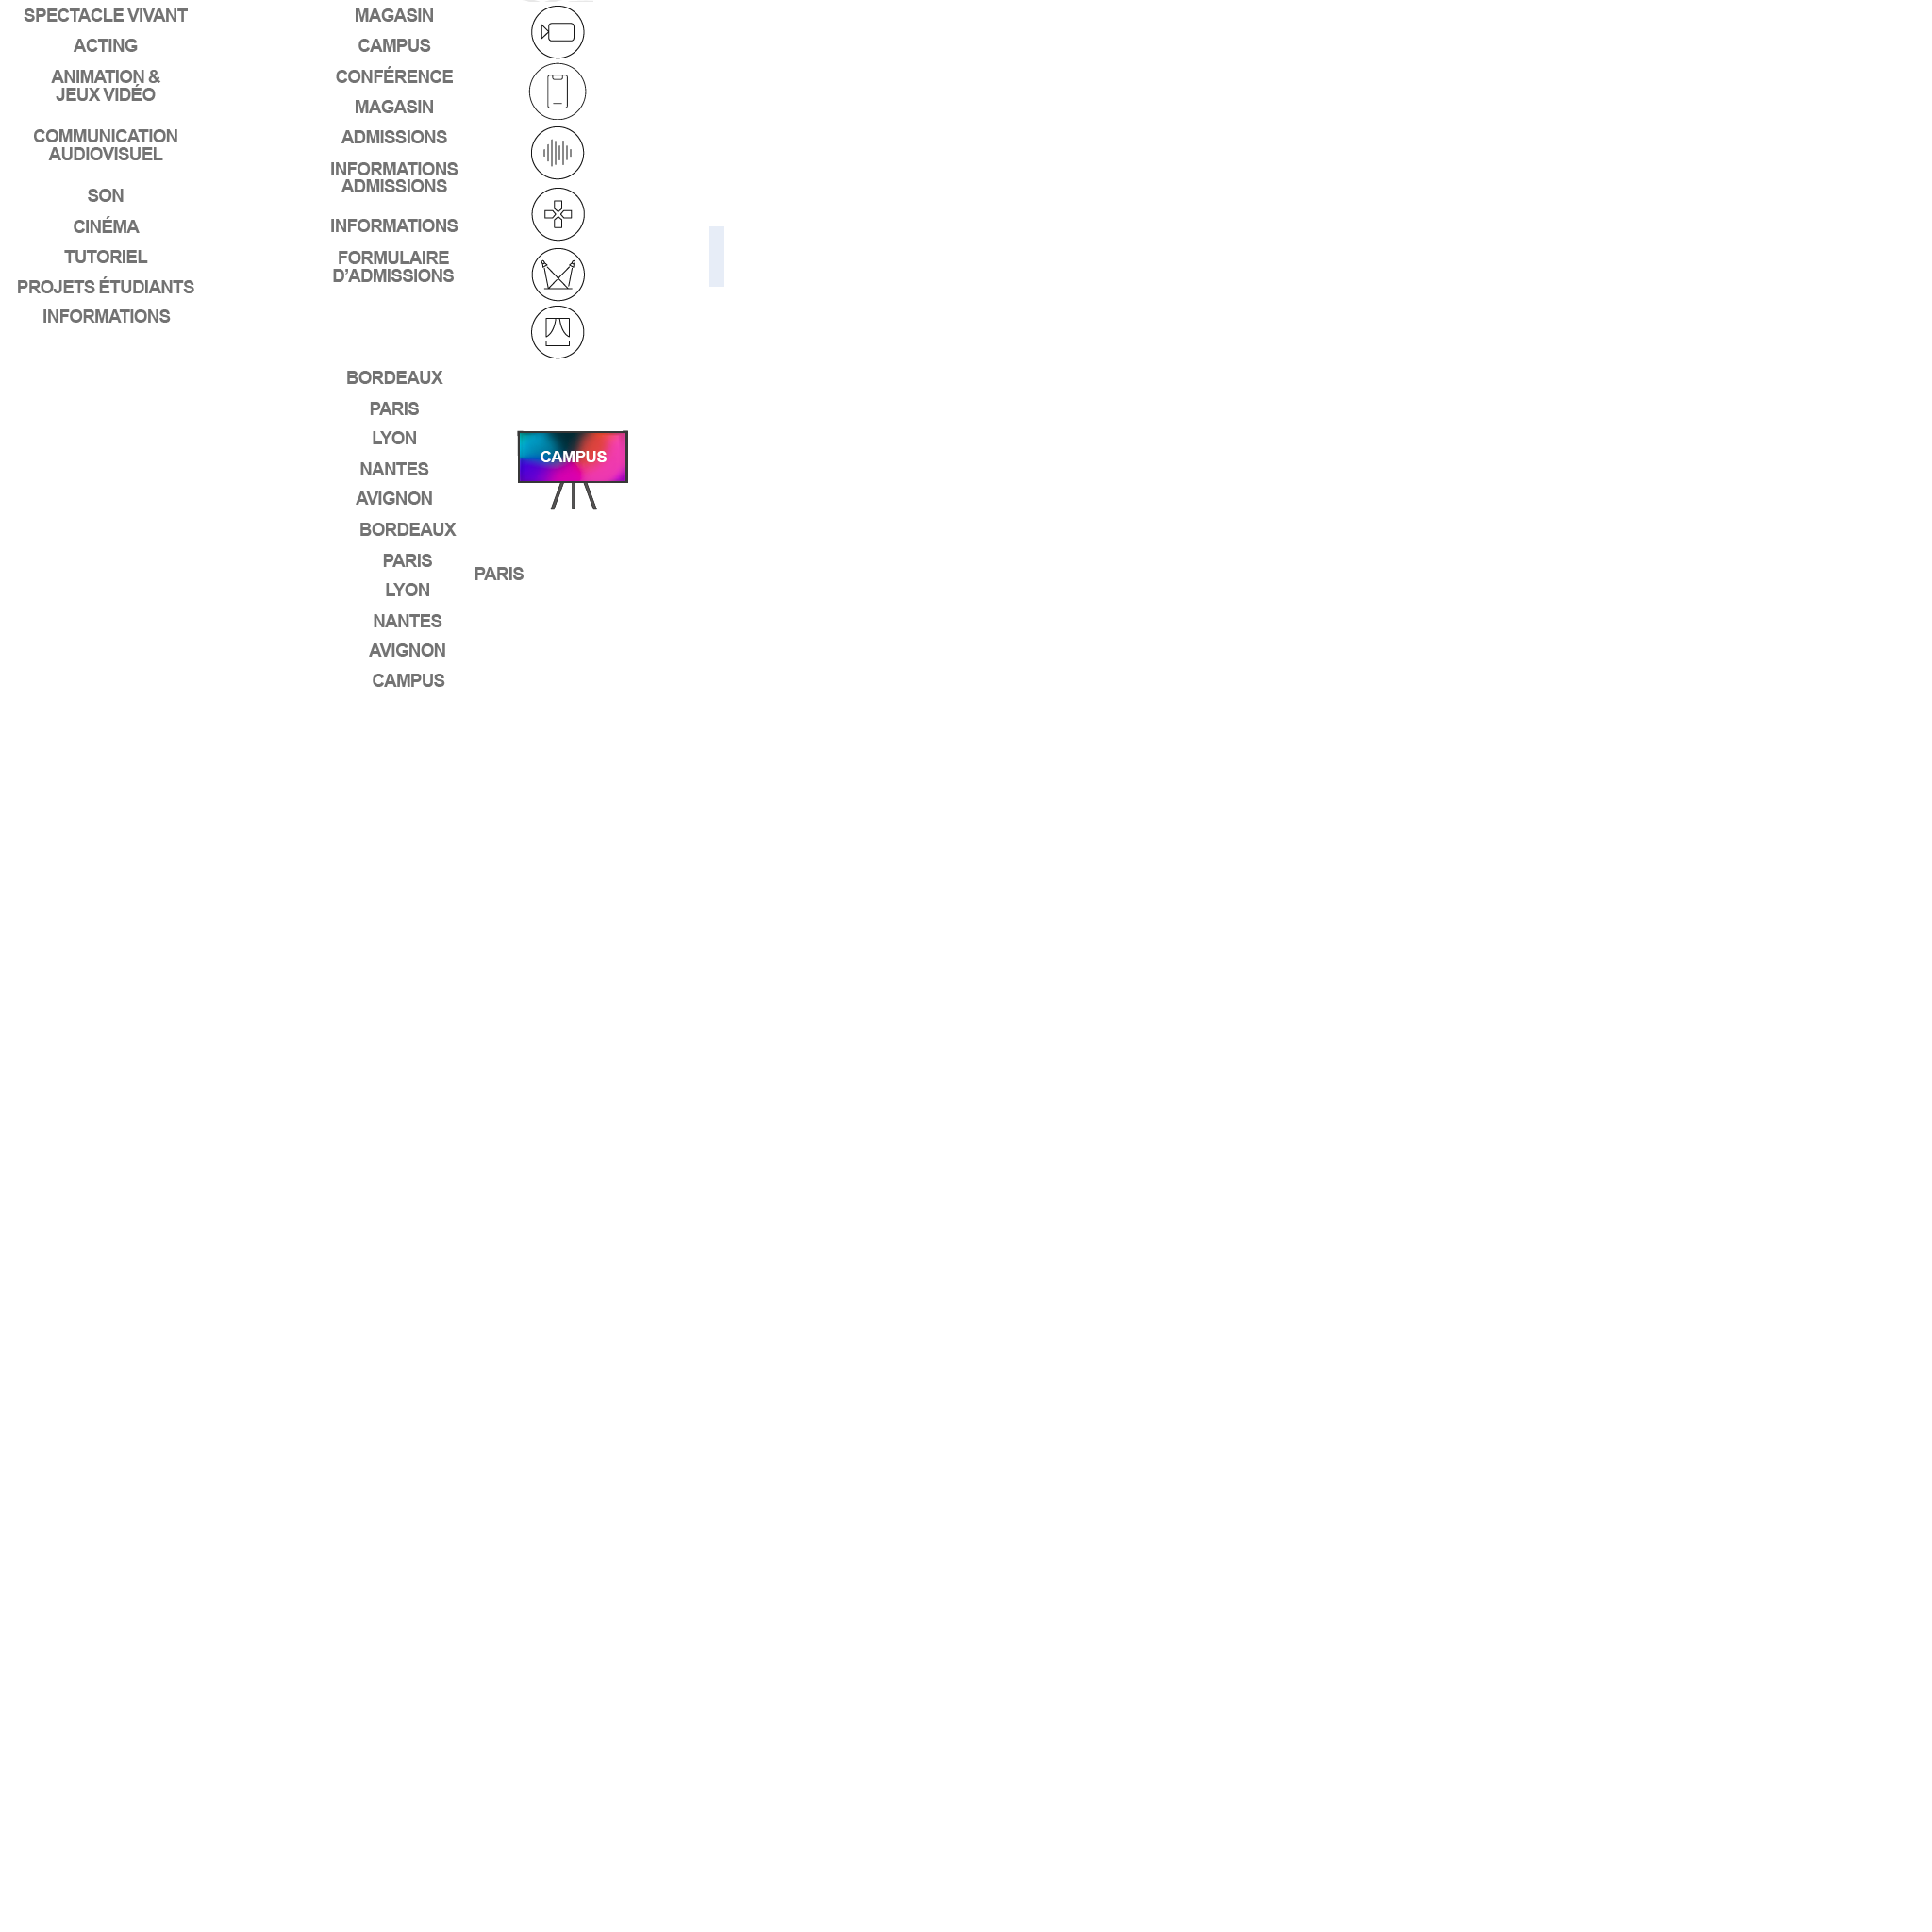 SPECTACLE VIVANT
ACTING
ANIMATION &
JEUX VIDÉO
COMMUNICATION
AUDIOVISUEL
SON
CINÉMA
TUTORIEL
PROJETS ÉTUDIANTS
INFORMATIONS
MAGASIN
CAMPUS
CONFÉRENCE
MAGASIN
ADMISSIONS
INFORMATIONS
ADMISSIONS
INFORMATIONS
FORMULAIRE
D'ADMISSIONS
BORDEAUX
PARIS
LYON
NANTES
AVIGNON
BORDEAUX
PARIS
LYON
NANTES
AVIGNON
CAMPUS
PARIS
CAMPUS